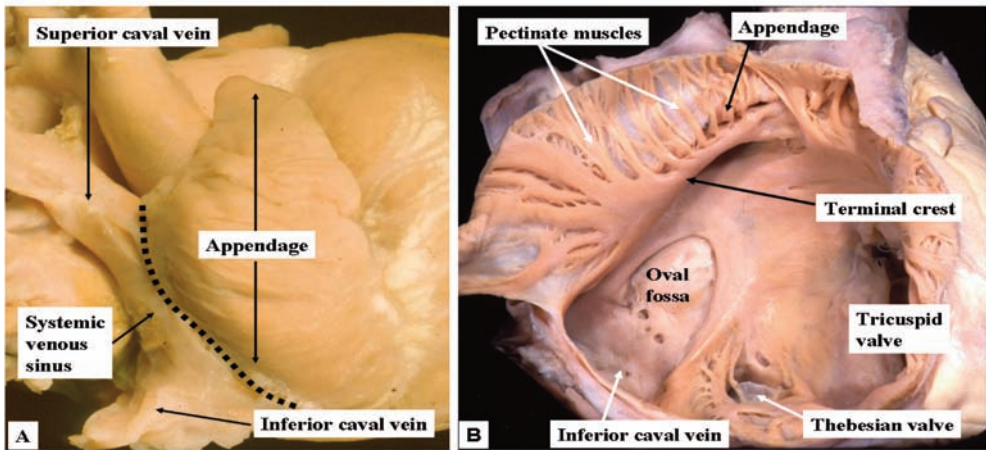 Superior caval vein
Appendage
Systemic
venous
sinus
Inferior caval vein
A
Pectinate muscles
Appendage
Terminal crest
Oval
fossa
Tricuspid
valve
Inferior caval vein
Thebesian valve
B